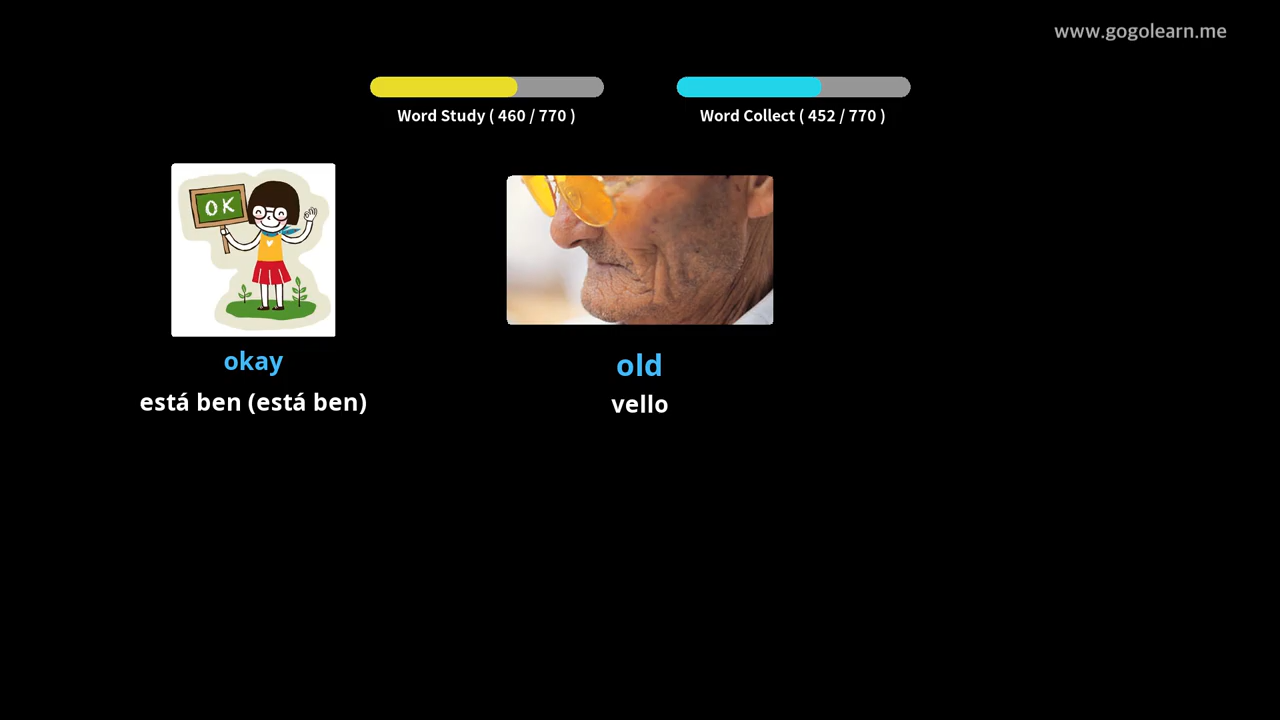 www.gogolearn.me
Word Study ( 460 / 770 )
Word Collect ( 452 / 770 )
OK
okay
está ben (está ben)
old
vello